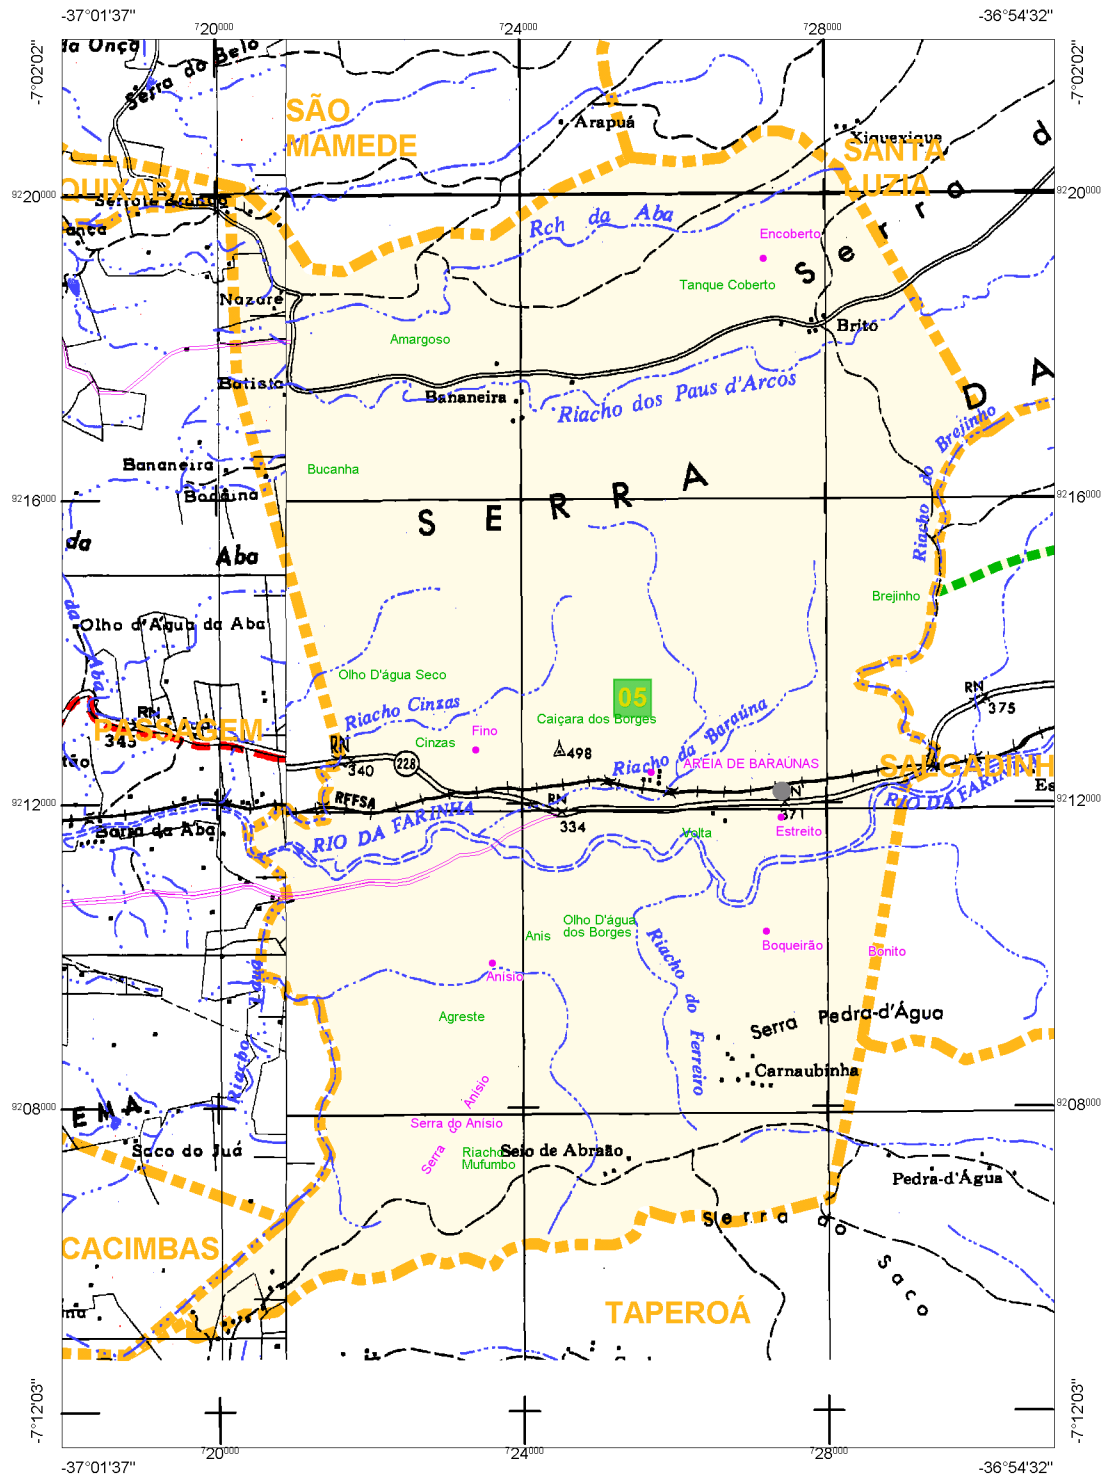 -37°01'37"
720000
724000
728000
-36°54'32"
-7°02'02"
-7°02'02"
da Onça
Serra do Belo
SÃO
MAMEDE
Arapuá
Xiquexique
SANTA
LUZIA
d
QUIXABA
9220000
9220000
Rch da Aba
Encoberto
Serra
Tanque Coberto
Nazaré
Brito
Amargoso
Batista
Bananeira
Riacho dos Paus d'Arcos
D A
Riacho do Brejinho
Bananeira
Bucanha
9216000
9216000
S E R R A
da
Aba
Brejinho
da Aba
Olho d'Água da Aba
Olho D'água Seco
05
Riacho Cinzas
Caiçara dos Borges
RN
375
RN
345
PASSAGEM
Fino
Cinzas
RN
340
228
498
Riacho da Baraúna
AREIA DE BARAÚNAS
SALGADINH
RFFSA
RN
334
N
371
9212000
9212000
RIO DA FARINHA
RIO DA FARIN
Es
Barra da Aba
Volta
Estreito
Olho D'água
dos Borges
Anis
Boqueirão
Bonito
Anísio
Riacho do Ferreiro
Agreste
Serra Pedra-d'Água
Riacho
Carnaubinha
9208000
9208000
EMA
Serra Anísio
Serra do Anísio
Saco do Juá
Riacho
Mufumbo
Seio de Abraão
Pedra-d'Água
CACIMBAS
Serra do Saco
TAPEROÁ
-7°12'03"
-7°12'03"
720000
724000
728000
-37°01'37"
-36°54'32"